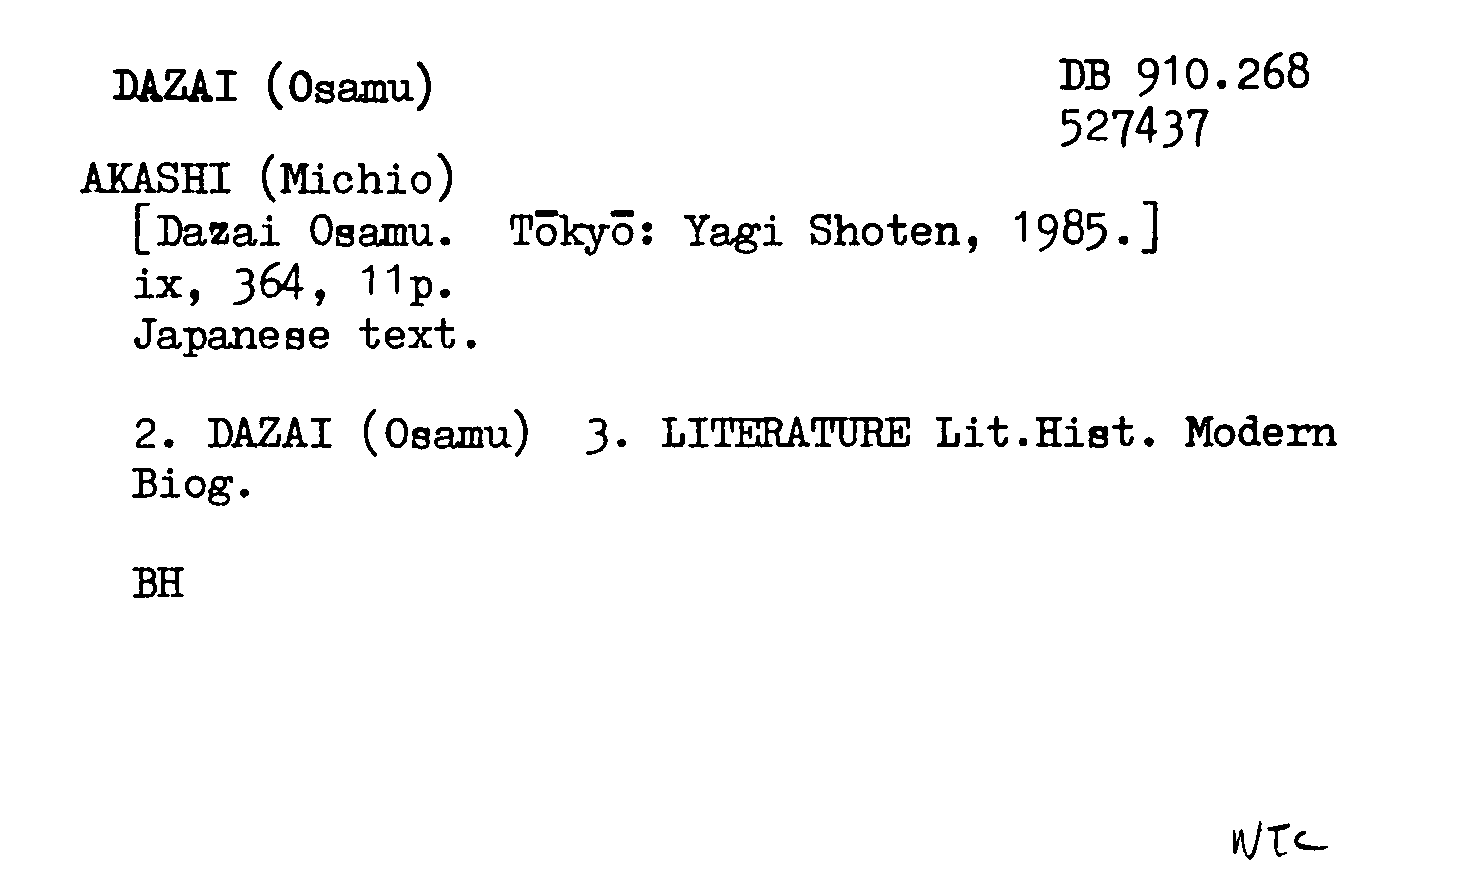 DAZAI (Osamu)
DB 910.268
527437
AKASHI (Michio)
[Dazai Osamu. Tōkyō: Yagi Shoten, 1985.]
ix, 364, 11p.
Japanese text.
2. DAZAI (Osamu) 3. LITERATURE Lit.Hist. Modern
Biog.
BH
NTC